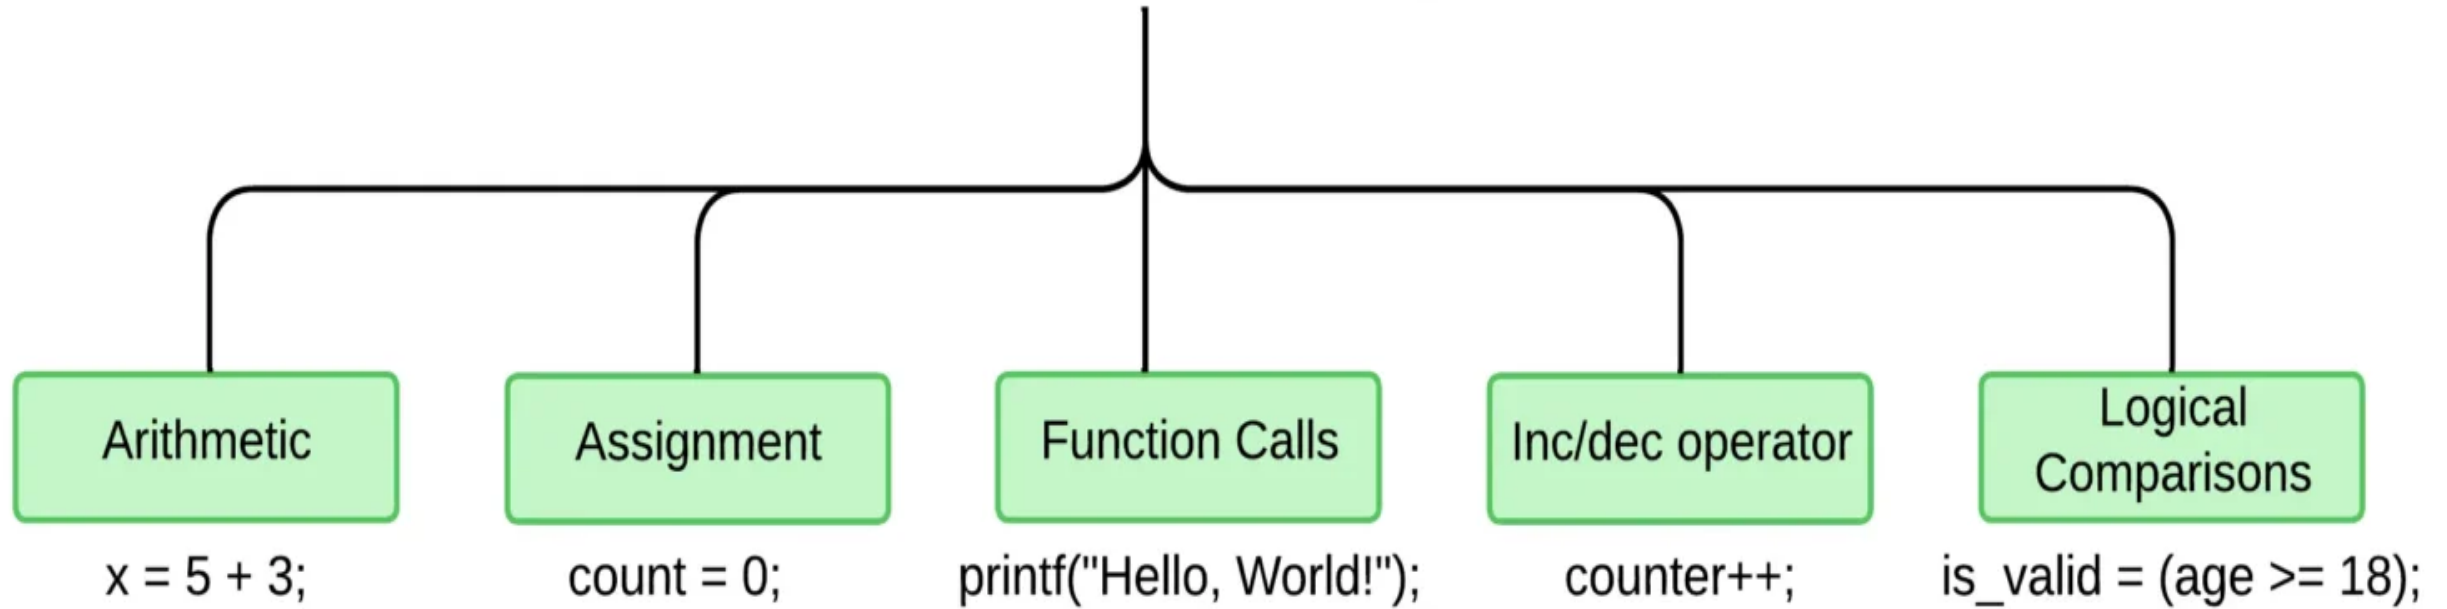 Arithmetic
Assignment
Function Calls
Inc/dec operator
Logical
Comparisons
x = 5 + 3;
count = 0;
printf("Hello, World!");
counter++;
is_valid = (age >= 18);